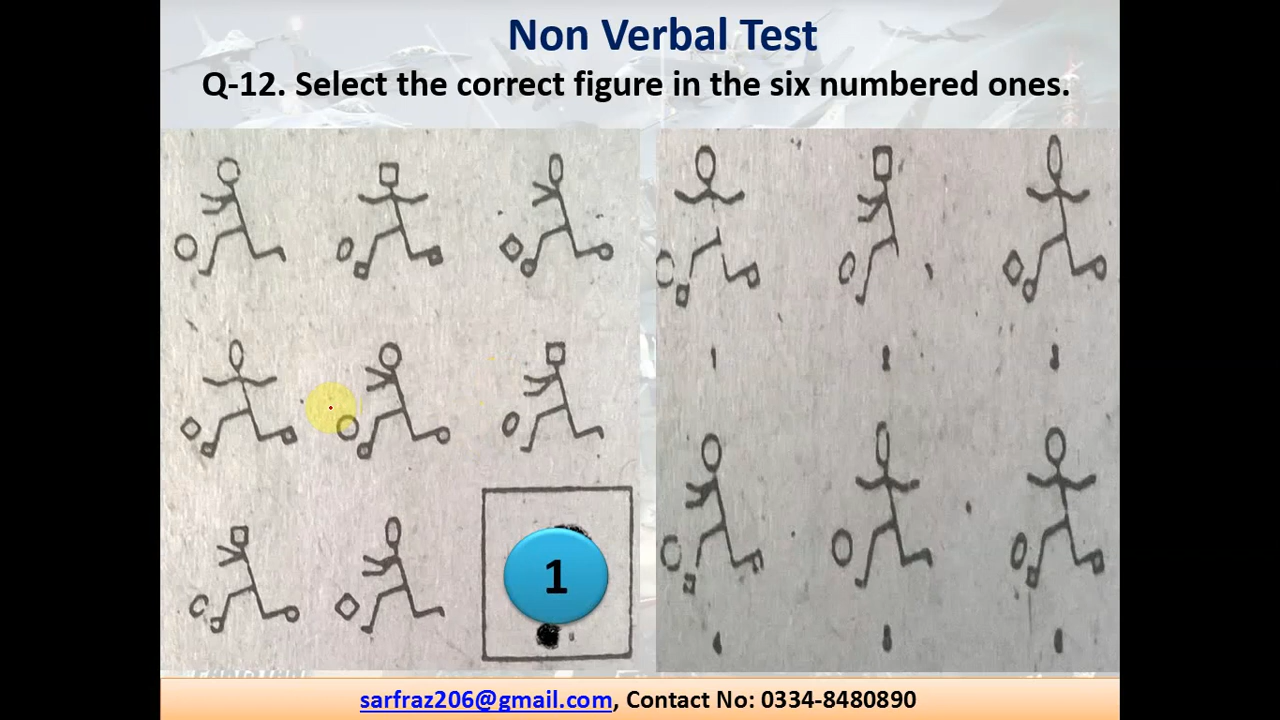 Non Verbal Test
Q-12. Select the correct figure in the six numbered ones.
1
sarfraz206@gmail.com, Contact No: 0334-8480890